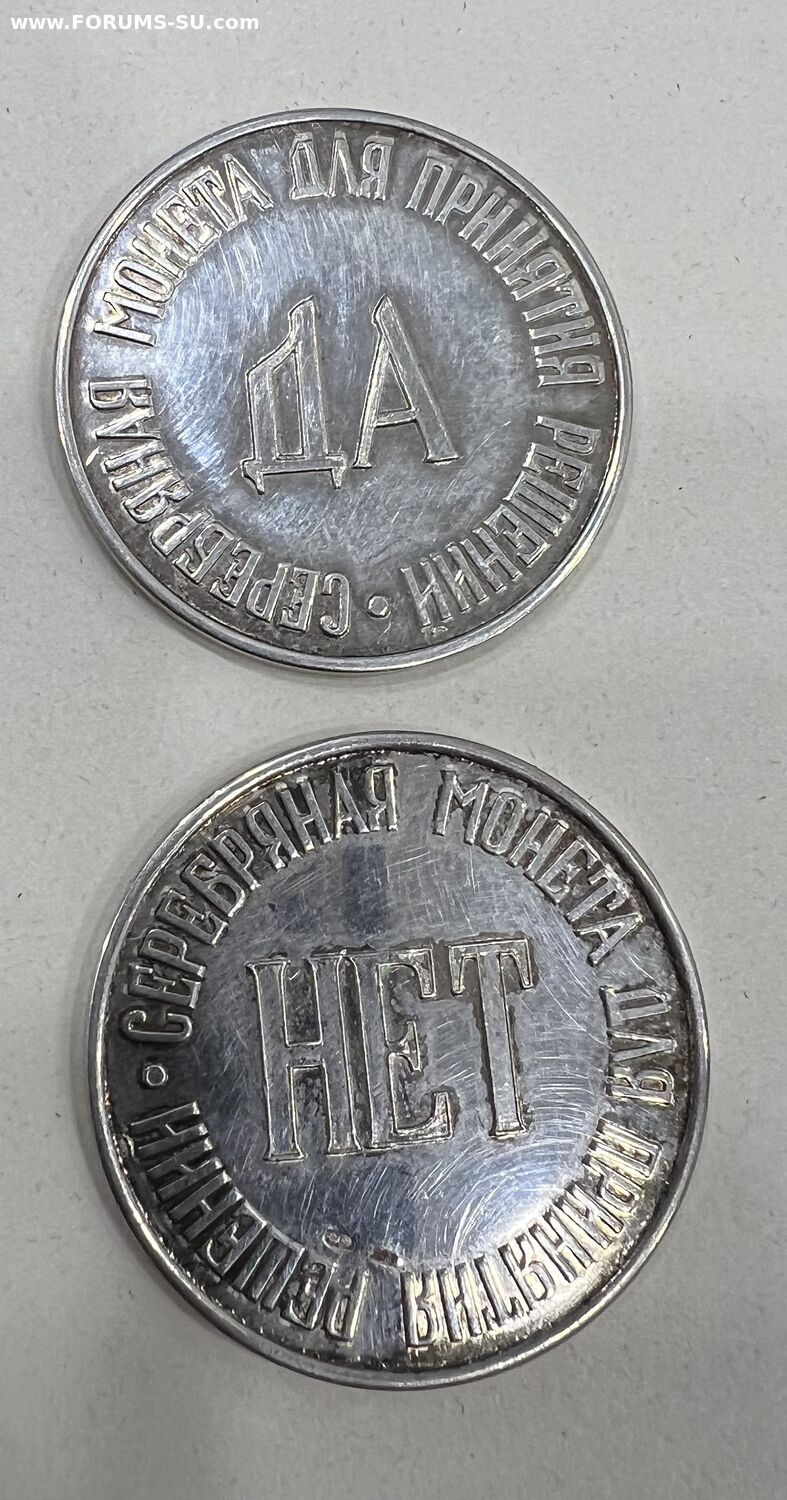 www.FORUMS-SU.com
СЕРЕБРЯНАЯ МОНЕТА ДЛЯ ПРИНЯТИЯ РЕШЕНИЙ •
ДА
СЕРЕБРЯНАЯ МОНЕТА ДЛЯ ПРИНЯТИЯ РЕШЕНИЙ •
НЕТ